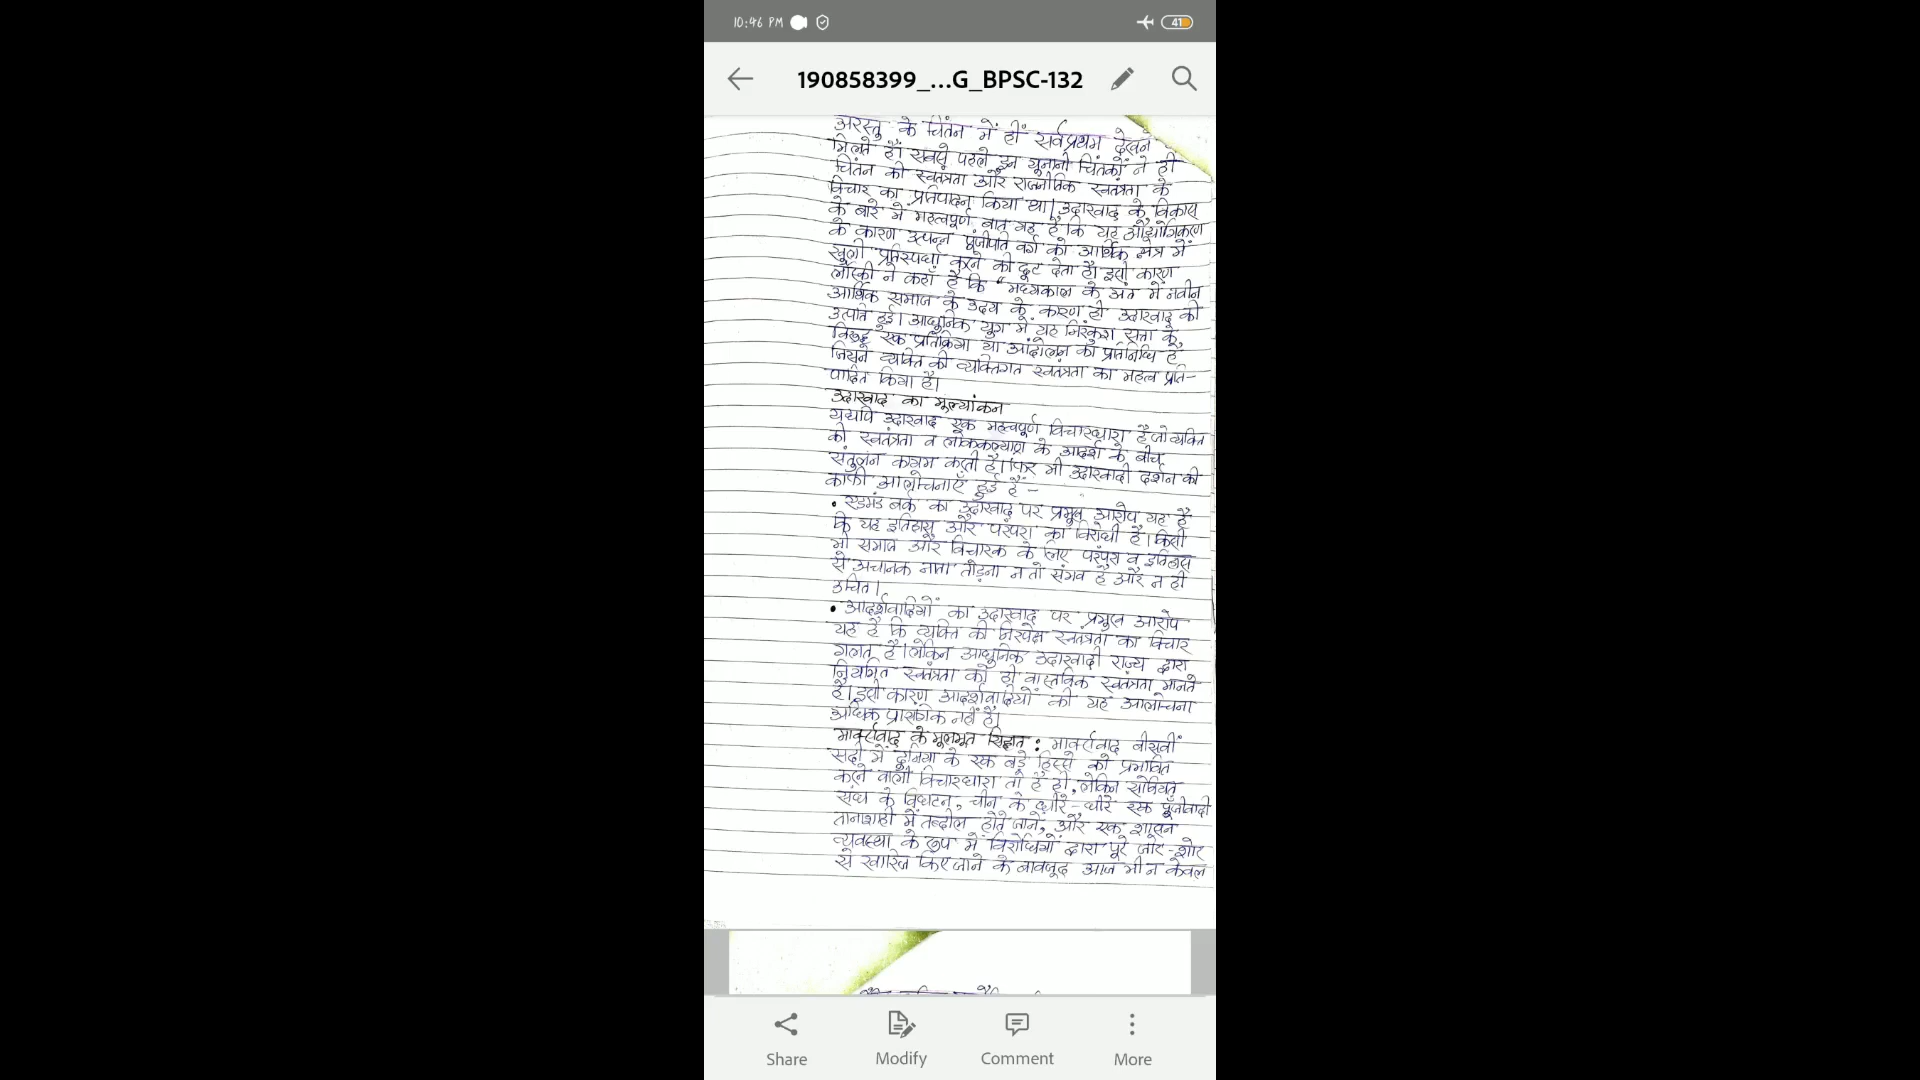 10:46 PM
41
190858399_...G_BPSC-132
अरस्तु के चिंतन में ही सर्वप्रथम देखने
मिलते हैं। सबसे पहले इन यूनानी चिंतकों ने ही
चिंतन की स्वतंत्रता और राजनीतिक स्वतंत्रता के
विचार का प्रतिपादन किया था। उदारवाद के विकास
के बारे में महत्वपूर्ण बात यह है कि यह औद्योगिकरण
के कारण उत्पन्न पूंजीपति वर्ग को आर्थिक क्षेत्र में
खुली प्रतिस्पर्धा करने की छूट देता है। इसी कारण
लॉस्की ने कहाँ है कि "मध्यकाल के अंत में नवीन
आर्थिक समाज के उदय के कारण ही उदारवाद की
उत्पति हुई। आधुनिक युग में यह निरंकुश सत्ता के
विरुद्ध एक प्रतिक्रिया या आंदोलन का प्रतिनिधि है
जिसने व्यक्ति की व्यक्तिगत स्वतंत्रता का महत्व प्रति-
पादित किया है।
उदारवाद का मूल्यांकन
यद्यपि उदारवाद एक महत्वपूर्ण विचारधारा है जो व्यक्ति
की स्वतंत्रता व लोककल्याण के आदर्श के बीच
संतुलन कायम करती है। फिर भी उदारवादी दर्शन की
काफी आलोचनाएँ हुई हैं -
• एडमंड बर्क का उदारवाद पर प्रमुख आरोप यह है
कि यह इतिहास और परंपरा का विरोधी है। किसी
भी समाज और विचारक के लिए परंपरा व इतिहास
से अचानक नाता तोड़ना न तो संभव है और न ही
उचित।
• आदर्शवादियों का उदारवाद पर प्रमुख आरोप
यह है कि व्यक्ति की निरपेक्ष स्वतंत्रता का विचार
गलत है। लेकिन आधुनिक उदारवादी राज्य द्वारा
नियमित स्वतंत्रता को ही वास्तविक स्वतंत्रता मानते
है। इसी कारण आदर्शवादियों की यह आलोचना
अधिक प्रासंगिक नहीं है।
मार्क्सवाद के मूलभूत सिद्धांत : मार्क्सवाद बीसवीं
सदी में दुनिया के एक बड़े हिस्से को प्रभावित
करने वाली विचारधारा तो है ही, लेकिन सोवियत
संघ के विघटन, चीन के धीरे-धीरे एक पूंजीवादी
तानाशाही में तब्दील होते जाने, और एक शासन
व्यवस्था के रूप में विरोधियों द्वारा पूरे जोर-शोर
से खारिज किए जाने के बावजूद आज भी न केवल
Share
Modify
Comment
More